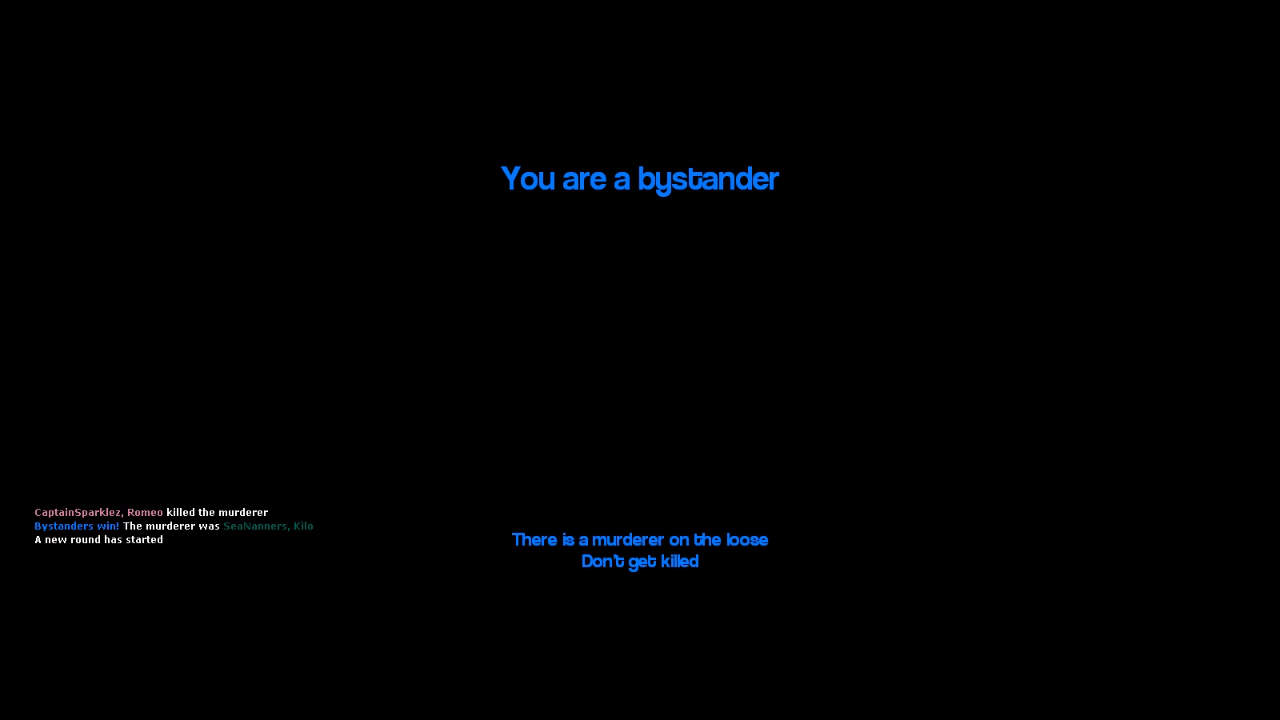 You are a bystander
CaptainSparklez, Romeo killed the murderer
Bystanders win! The murderer was SeaNanners, Kilo
A new round has started
There is a murderer on the loose
Don't get killed